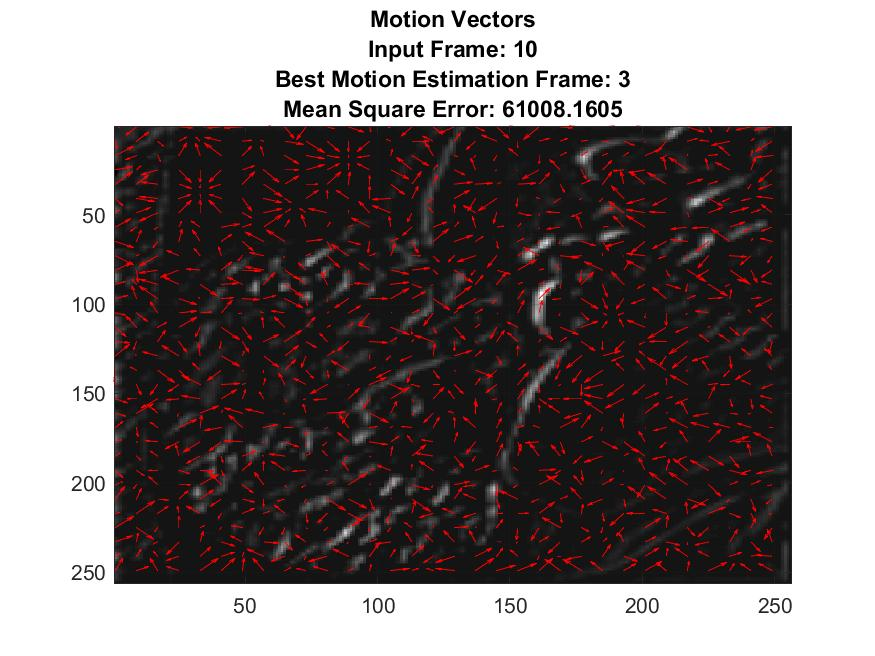 Motion Vectors
Input Frame: 10
Best Motion Estimation Frame: 3
Mean Square Error: 61008.1605
50
100
150
200
250
50 100 150 200 250